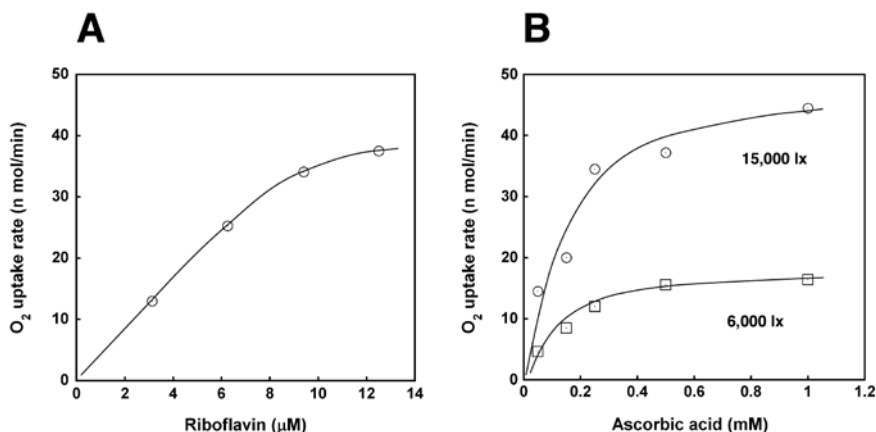 A
B
50
40
30
20
10
0
O2 uptake rate (n mol/min)
0 2 4 6 8 10 12 14
Riboflavin (µM)
50
40
30
20
10
0
O2 uptake rate (n mol/min)
15,000 lx
6,000 lx
0 0.2 0.4 0.6 0.8 1 1.2
Ascorbic acid (mM)